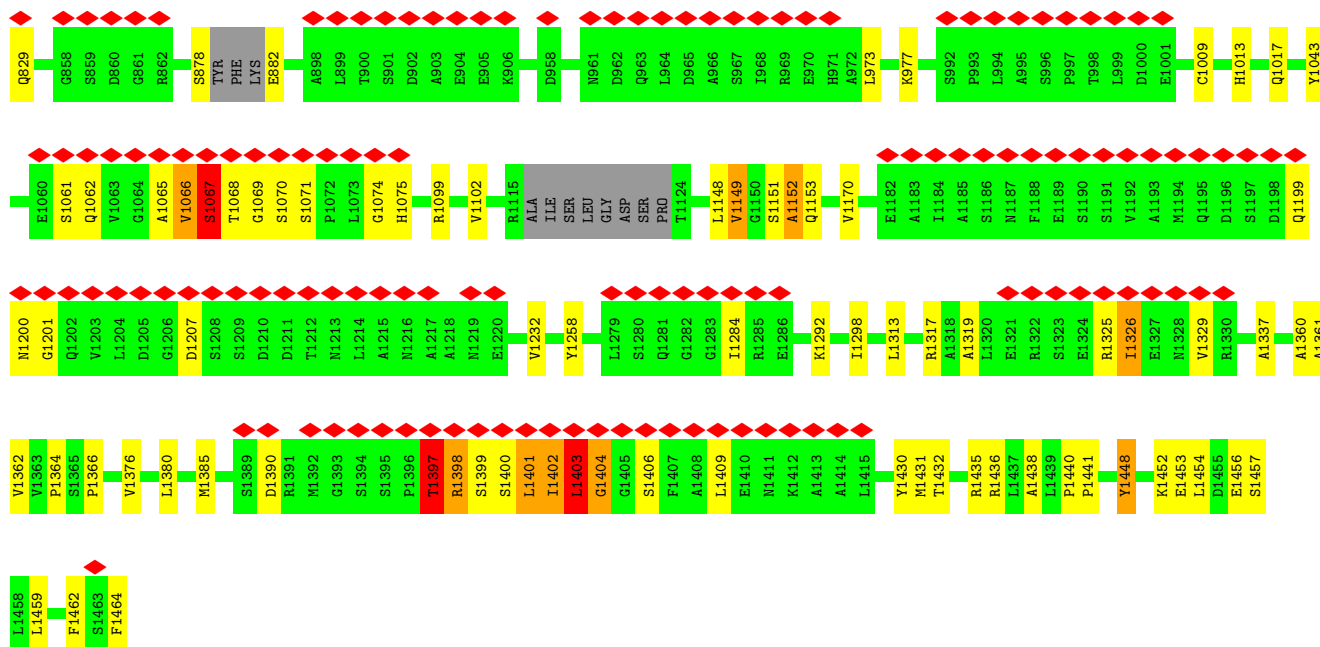 Q829 G858 S859 D860 G861 R862 S878 TYR PHE LYS E882 A898 L899 T900 S901 D902 A903 E904 E905 K906 D958 N961 D962 Q963 L964 D965 A966 S967 I968 R969 E970 H971 A972 L973 K977 S992 P993 L994 A995 S996 P997 T998 L999 D1000 E1001 C1009 H1013 Q1017 Y1043
E1060 S1061 Q1062 V1063 G1064 A1065 V1066 S1067 T1068 G1069 S1070 S1071 P1072 L1073 G1074 H1075 R1099 V1102 R1115 ALA ILE SER LEU GLY ASP SER PRO T1124 L1148 V1149 G1150 S1151 A1152 Q1153 V1170 E1182 A1183 I1184 A1185 S1186 N1187 F1188 E1189 S1190 S1191 V1192 A1193 M1194 Q1195 D1196 S1197 D1198 Q1199
N1200 G1201 Q1202 V1203 L1204 D1205 G1206 D1207 S1208 S1209 D1210 D1211 T1212 N1213 L1214 A1215 N1216 A1217 A1218 N1219 E1220 V1232 Y1258 L1279 S1280 Q1281 G1282 G1283 I1284 R1285 E1286 K1292 I1298 L1313 R1317 A1318 A1319 L1320 E1321 R1322 S1323 E1324 R1325 I1326 E1327 N1328 V1329 R1330 A1337 A1360 A1361
V1362 V1363 P1364 S1365 P1366 V1376 L1380 M1385 S1389 D1390 R1391 M1392 G1393 S1394 S1395 P1396 T1397 R1398 S1399 S1400 L1401 I1402 L1403 G1404 G1405 S1406 F1407 A1408 L1409 E1410 N1411 K1412 A1413 A1414 L1415 Y1430 M1431 T1432 R1435 R1436 L1437 A1438 L1439 P1440 P1441 Y1448 K1452 E1453 L1454 D1455 E1456 S1457
L1458 L1459 F1462 S1463 F1464